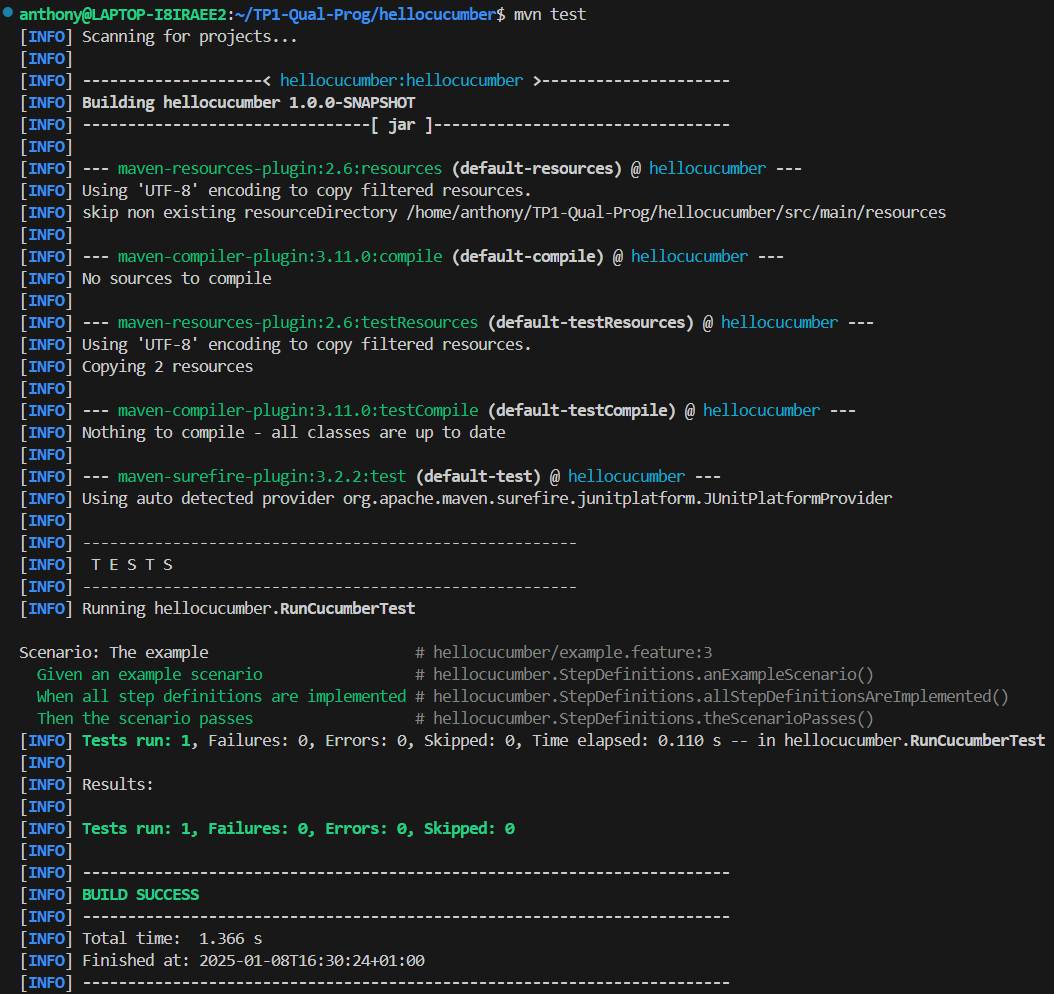 anthony@LAPTOP-I8IRAEE2:~/TP1-Qual-Prog/hellocucumber$ mvn test
[INFO] Scanning for projects...
[INFO]
[INFO] --------------------< hellocucumber:hellocucumber >---------------------
[INFO] Building hellocucumber 1.0.0-SNAPSHOT
[INFO] --------------------------------[ jar ]---------------------------------
[INFO]
[INFO] --- maven-resources-plugin:2.6:resources (default-resources) @ hellocucumber ---
[INFO] Using 'UTF-8' encoding to copy filtered resources.
[INFO] skip non existing resourceDirectory /home/anthony/TP1-Qual-Prog/hellocucumber/src/main/resources
[INFO]
[INFO] --- maven-compiler-plugin:3.11.0:compile (default-compile) @ hellocucumber ---
[INFO] No sources to compile
[INFO]
[INFO] --- maven-resources-plugin:2.6:testResources (default-testResources) @ hellocucumber ---
[INFO] Using 'UTF-8' encoding to copy filtered resources.
[INFO] Copying 2 resources
[INFO]
[INFO] --- maven-compiler-plugin:3.11.0:testCompile (default-testCompile) @ hellocucumber ---
[INFO] Nothing to compile - all classes are up to date
[INFO]
[INFO] --- maven-surefire-plugin:3.2.2:test (default-test) @ hellocucumber ---
[INFO] Using auto detected provider org.apache.maven.surefire.junitplatform.JUnitPlatformProvider
[INFO]
[INFO] -------------------------------------------------------
[INFO]  T E S T S
[INFO] -------------------------------------------------------
[INFO] Running hellocucumber.RunCucumberTest

Scenario: The example                       # hellocucumber/example.feature:3
  Given an example scenario                 # hellocucumber.StepDefinitions.anExampleScenario()
  When all step definitions are implemented # hellocucumber.StepDefinitions.allStepDefinitionsAreImplemented()
  Then the scenario passes                  # hellocucumber.StepDefinitions.theScenarioPasses()
[INFO] Tests run: 1, Failures: 0, Errors: 0, Skipped: 0, Time elapsed: 0.110 s -- in hellocucumber.RunCucumberTest
[INFO]
[INFO] Results:
[INFO]
[INFO] Tests run: 1, Failures: 0, Errors: 0, Skipped: 0
[INFO]
[INFO] ------------------------------------------------------------------------
[INFO] BUILD SUCCESS
[INFO] ------------------------------------------------------------------------
[INFO] Total time:  1.366 s
[INFO] Finished at: 2025-01-08T16:30:24+01:00
[INFO] ------------------------------------------------------------------------